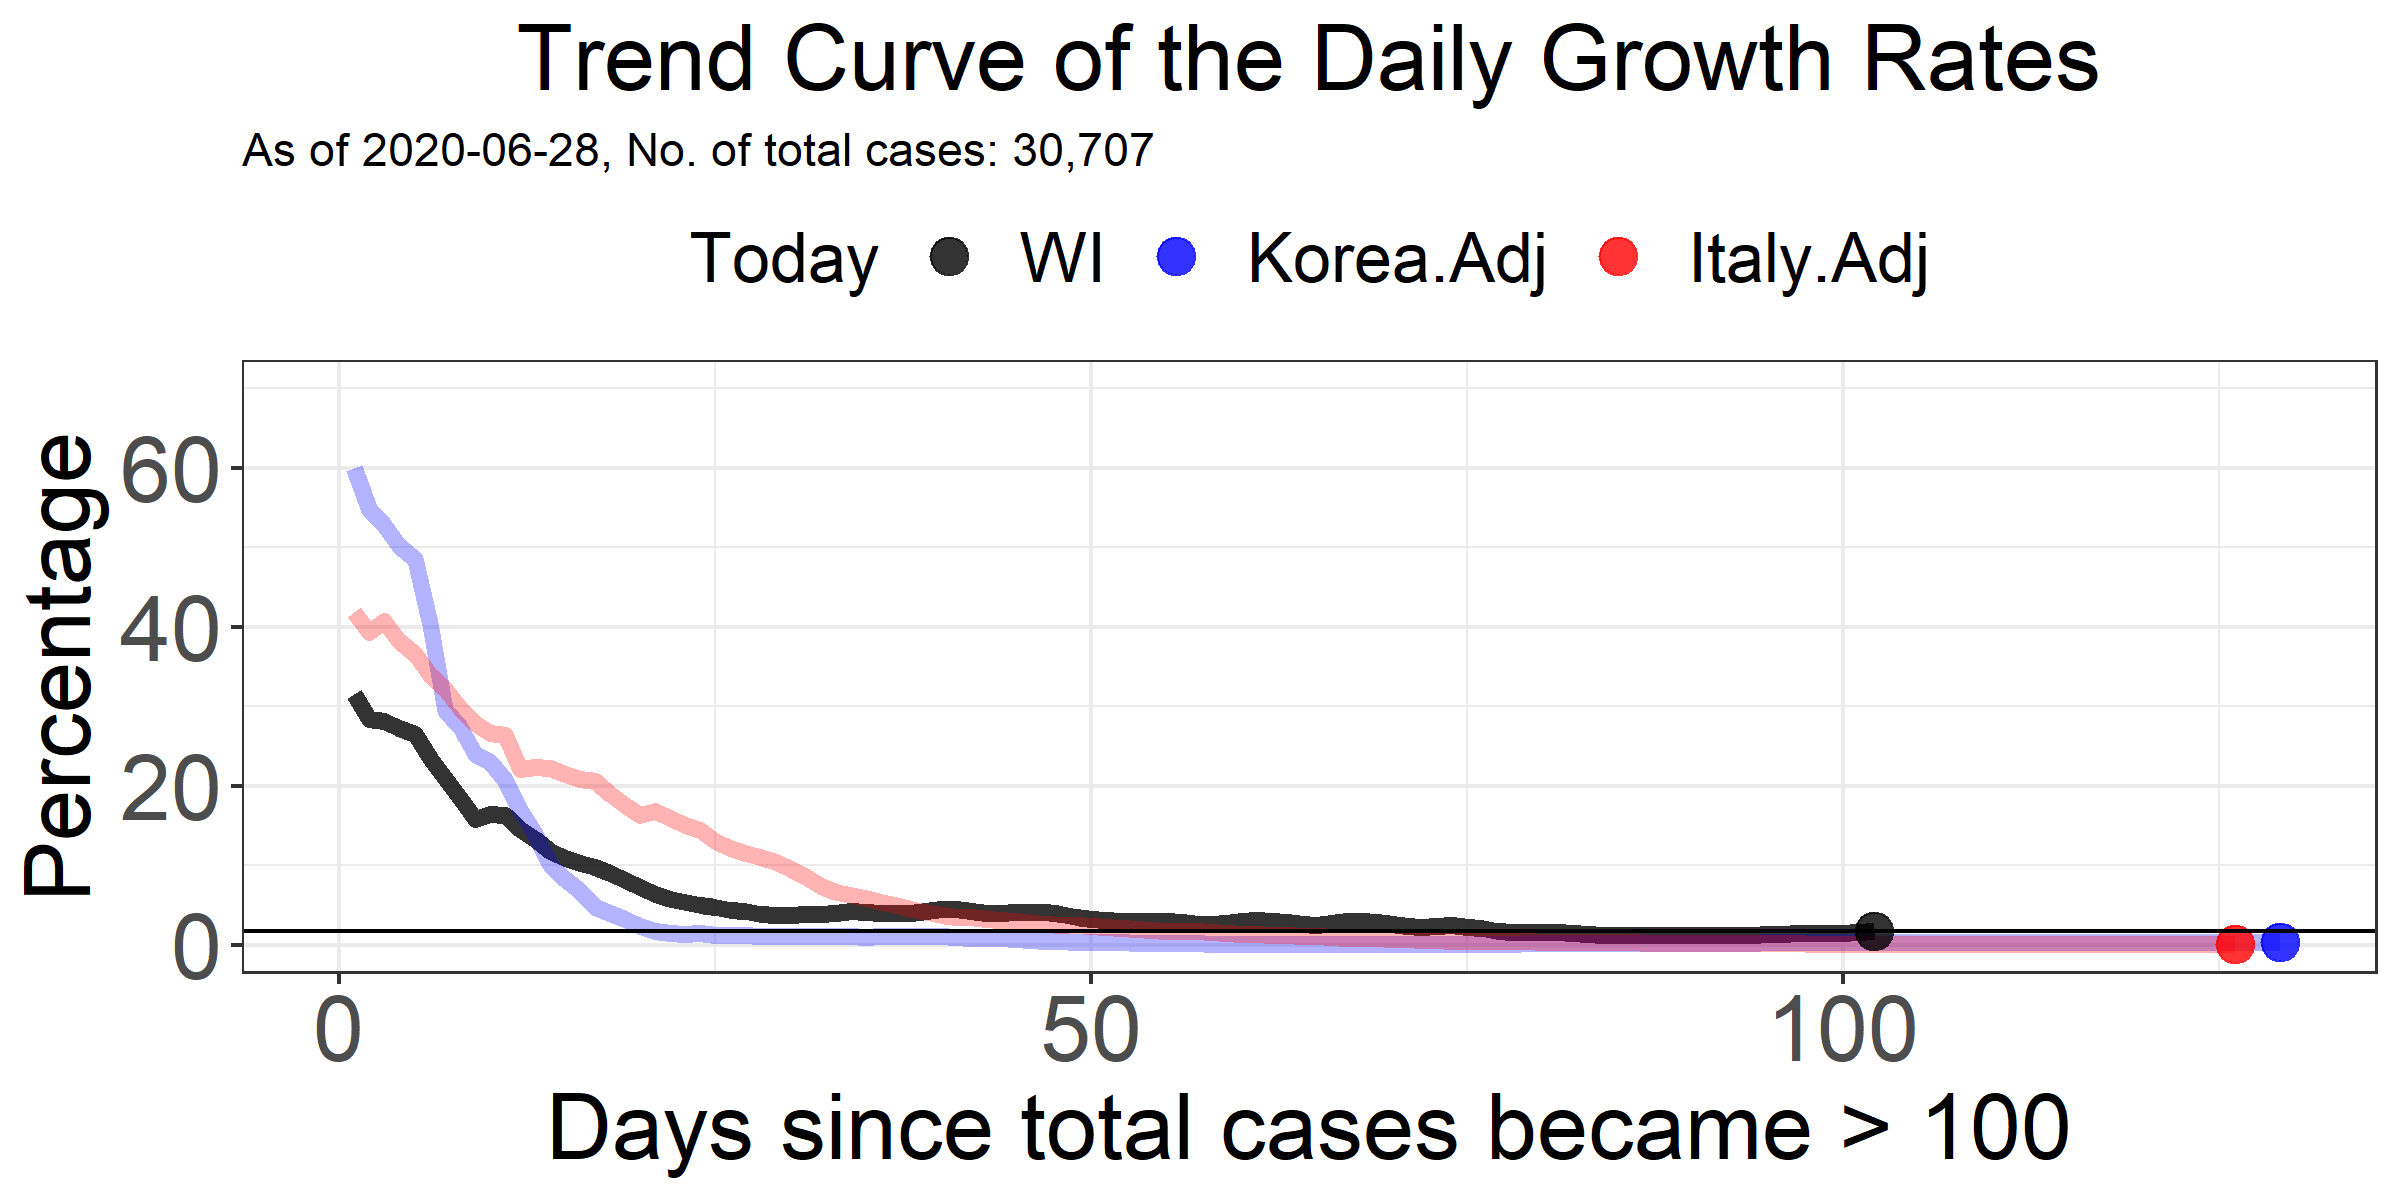 Trend Curve of the Daily Growth Rates
As of 2020-06-28, No. of total cases: 30,707
Today WI Korea.Adj Italy.Adj
Percentage
60
40
20
0
0 50 100
Days since total cases became > 100